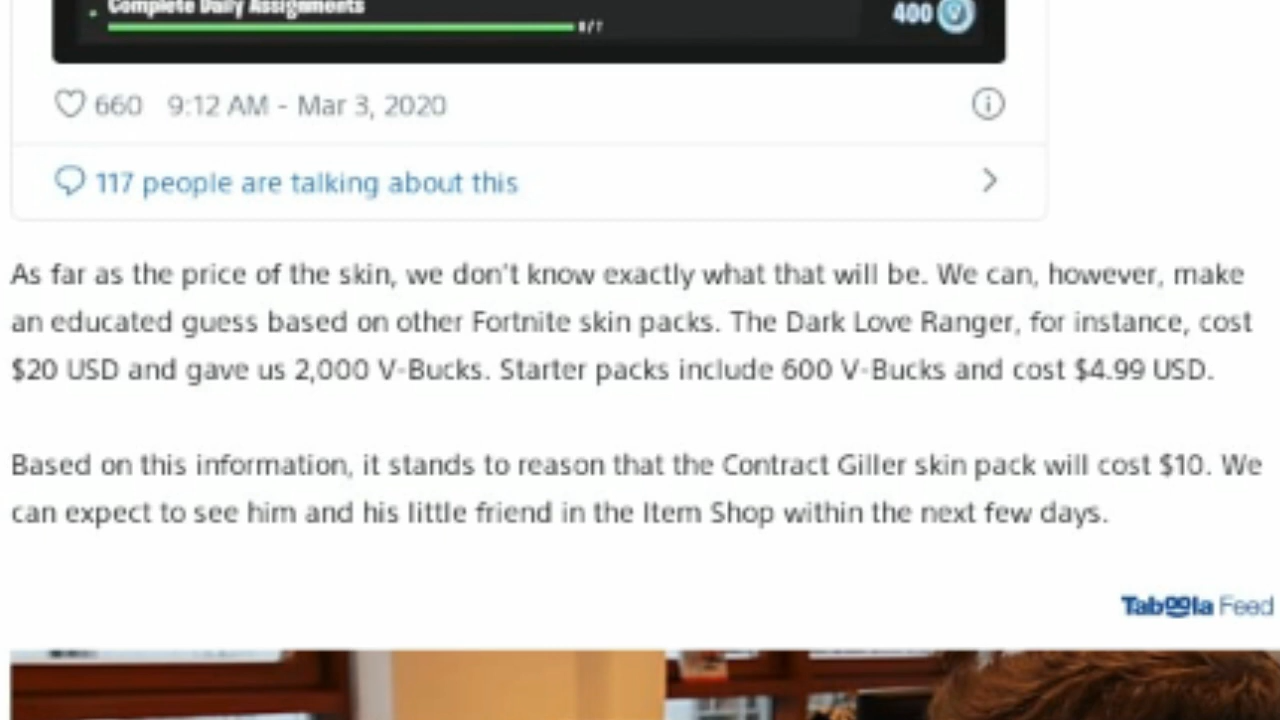 Complete Daily Assignments
400
660 9:12 AM - Mar 3, 2020
117 people are talking about this
As far as the price of the skin, we don't know exactly what that will be. We can, however, make
an educated guess based on other Fortnite skin packs. The Dark Love Ranger, for instance, cost
$20 USD and gave us 2,000 V-Bucks. Starter packs include 600 V-Bucks and cost $4.99 USD.
Based on this information, it stands to reason that the Contract Giller skin pack will cost $10. We
can expect to see him and his little friend in the Item Shop within the next few days.
Taboola Feed